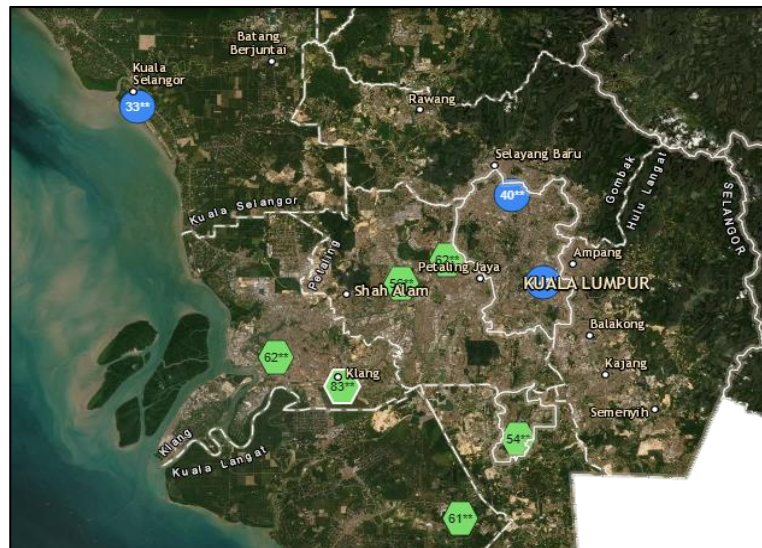 Batang
Berjuntai
Kuala
Selangor
33**
Rawang
Selayang Baru
Gombak
Hulu Langat
SELANGOR
40**
Kuala Selangor
Petaling
62**
Ampang
Petaling Jaya
KUALA LUMPUR
Shah Alam
Balakong
62**
Klang
83**
Kajang
Semenyih
Klang
Kuala Langat
54**
61**